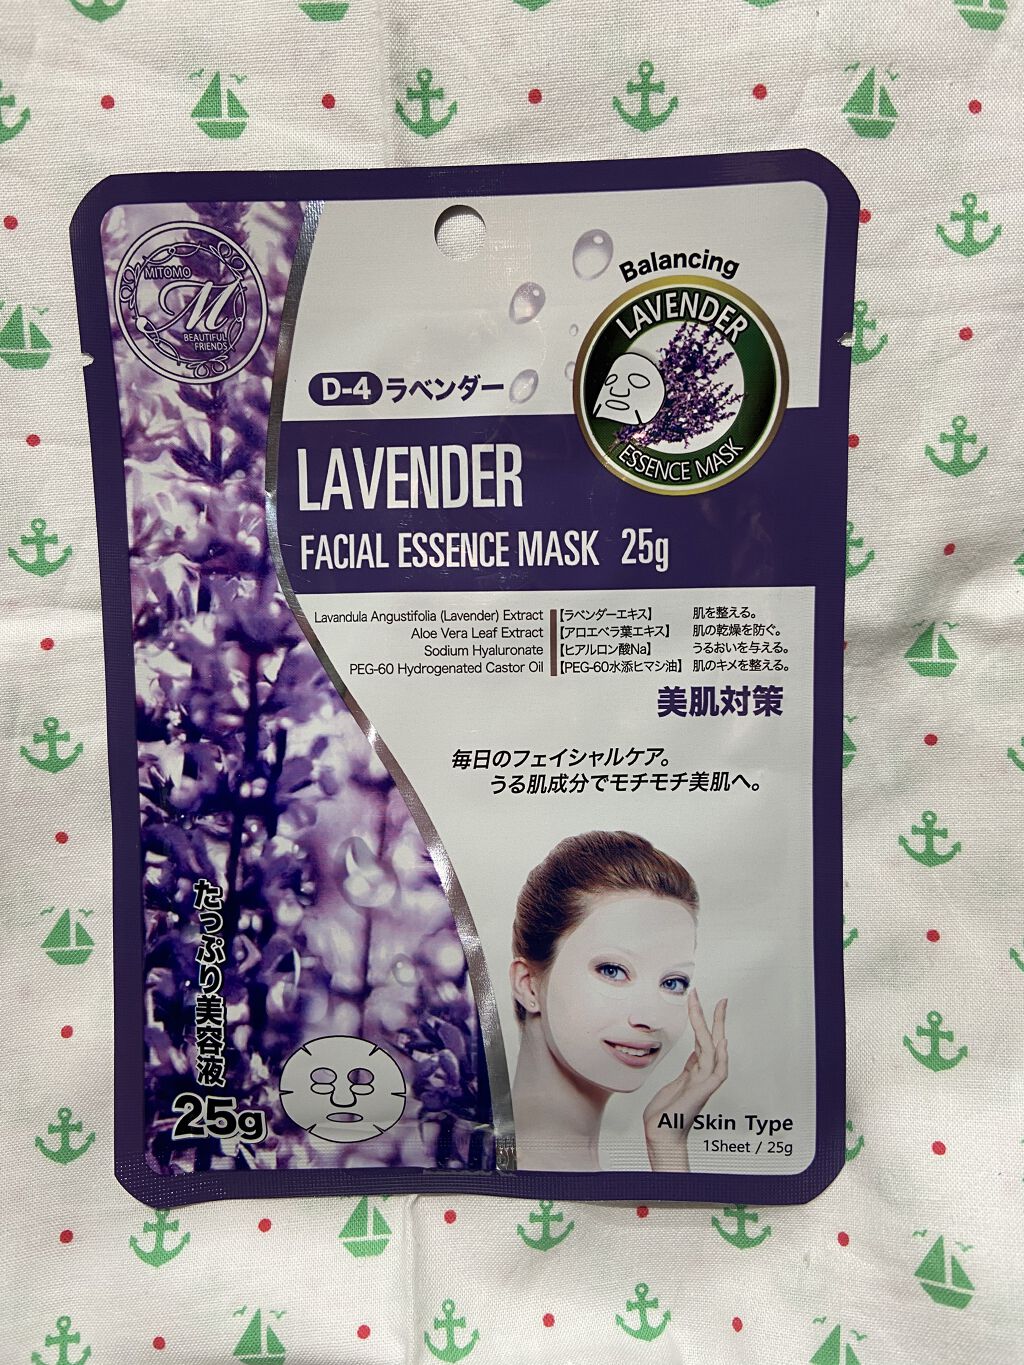 MITOMO
M
BEAUTIFUL
FRIENDS
Balancing
LAVENDER
ESSENCE MASK
D-4 ラベンダー
LAVENDER
FACIAL ESSENCE MASK 25g
Lavandula Angustifolia (Lavender) Extract 【ラベンダーエキス】 肌を整える。
Aloe Vera Leaf Extract 【アロエベラ葉エキス】 肌の乾燥を防ぐ。
Sodium Hyaluronate 【ヒアルロン酸Na】 うるおいを与える。
PEG-60 Hydrogenated Castor Oil 【PEG-60水添ヒマシ油】 肌のキメを整える。
美肌対策
毎日のフェイシャルケア。
うる肌成分でモチモチ美肌へ。
たっぷり美容液
25g
All Skin Type
1Sheet / 25g